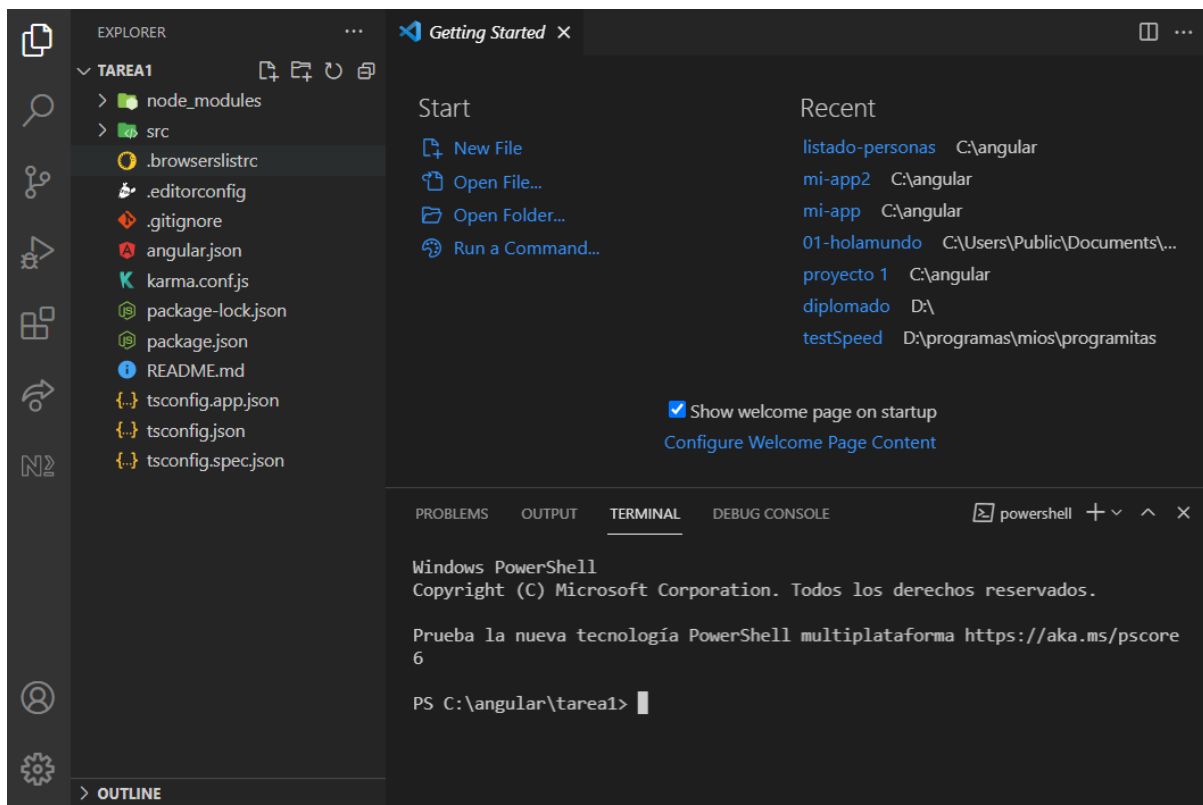 EXPLORER
TAREA1
node_modules
src
.browserslistrc
.editorconfig
.gitignore
angular.json
karma.conf.js
package-lock.json
package.json
README.md
tsconfig.app.json
tsconfig.json
tsconfig.spec.json
OUTLINE
Getting Started
Start
New File
Open File...
Open Folder...
Run a Command...
Recent
listado-personas C:\angular
mi-app2 C:\angular
mi-app C:\angular
01-holamundo C:\Users\Public\Documents\...
proyecto 1 C:\angular
diplomado D:\
testSpeed D:\programas\mios\programitas
Show welcome page on startup
Configure Welcome Page Content
PROBLEMS OUTPUT TERMINAL DEBUG CONSOLE powershell
Windows PowerShell
Copyright (C) Microsoft Corporation. Todos los derechos reservados.
Prueba la nueva tecnología PowerShell multiplataforma https://aka.ms/pscore
6
PS C:\angular\tarea1>